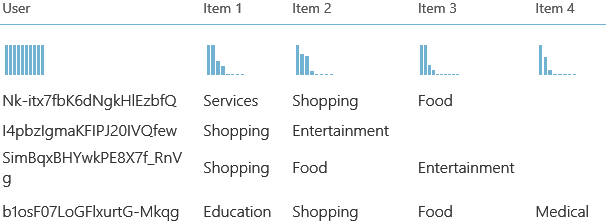 User Item 1 Item 2 Item 3 Item 4
Nk-itx7fbK6dNgkHlEzbfQ Services Shopping Food
I4pbzIgmaKFIPJ20IVQfew Shopping Entertainment
SimBqxBHYwkPE8X7f_RnV
g Shopping Food Entertainment
b1osF07LoGFlxurtG-Mkqg Education Shopping Food Medical